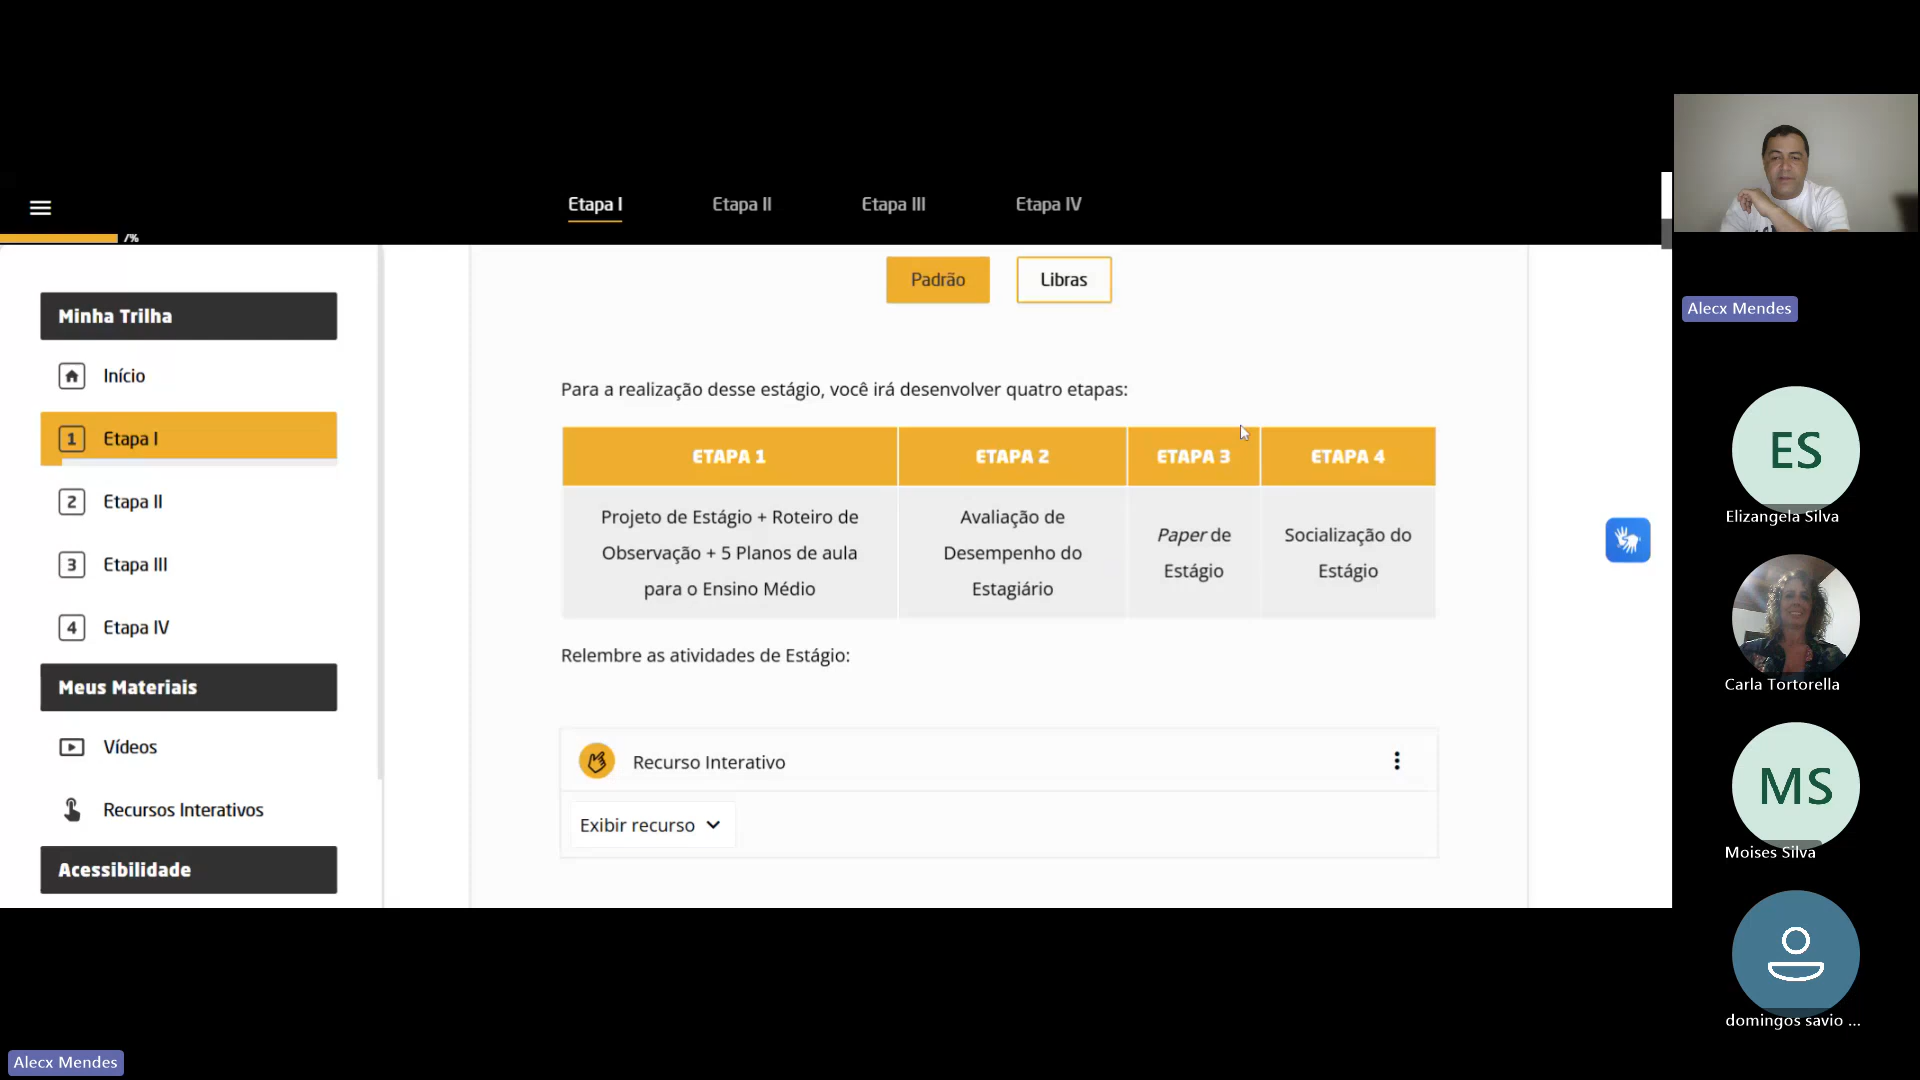 Etapa I
Etapa II
Etapa III
Etapa IV
Minha Trilha
Início
1
Etapa I
2
Etapa II
3
Etapa III
4
Etapa IV
Meus Materiais
Vídeos
Recursos Interativos
Acessibilidade
Padrão
Libras
Para a realização desse estágio, você irá desenvolver quatro etapas:
ETAPA 1
ETAPA 2
ETAPA 3
ETAPA 4
Projeto de Estágio + Roteiro de
Observação + 5 Planos de aula
para o Ensino Médio
Avaliação de
Desempenho do
Estagiário
Paper de
Estágio
Socialização do
Estágio
Relembre as atividades de Estágio:
Recurso Interativo
Exibir recurso
Alecx Mendes
ES
Elizangela Silva
Carla Tortorella
MS
Moises Silva
domingos savio ...
Alecx Mendes